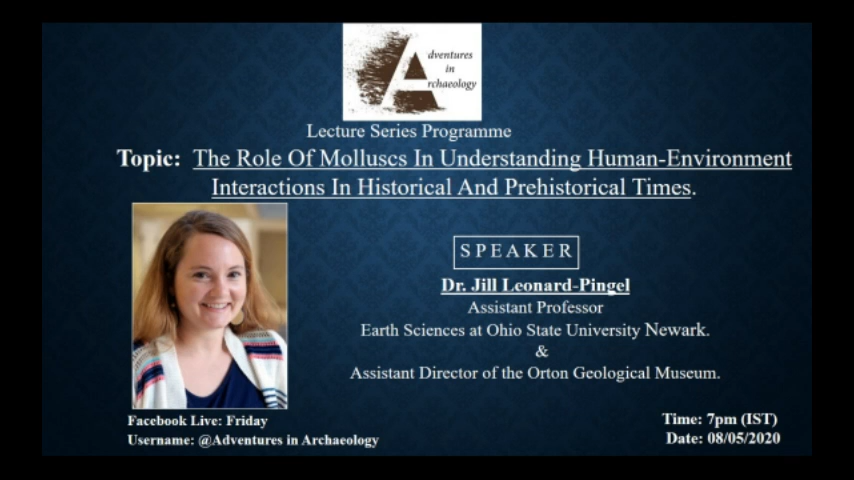 Adventures
in
Archaeology
Lecture Series Programme
Topic: The Role Of Molluscs In Understanding Human-Environment
Interactions In Historical And Prehistorical Times.
SPEAKER
Dr. Jill Leonard-Pingel
Assistant Professor
Earth Sciences at Ohio State University Newark.
&
Assistant Director of the Orton Geological Museum.
Facebook Live: Friday
Username: @Adventures in Archaeology
Time: 7pm (IST)
Date: 08/05/2020